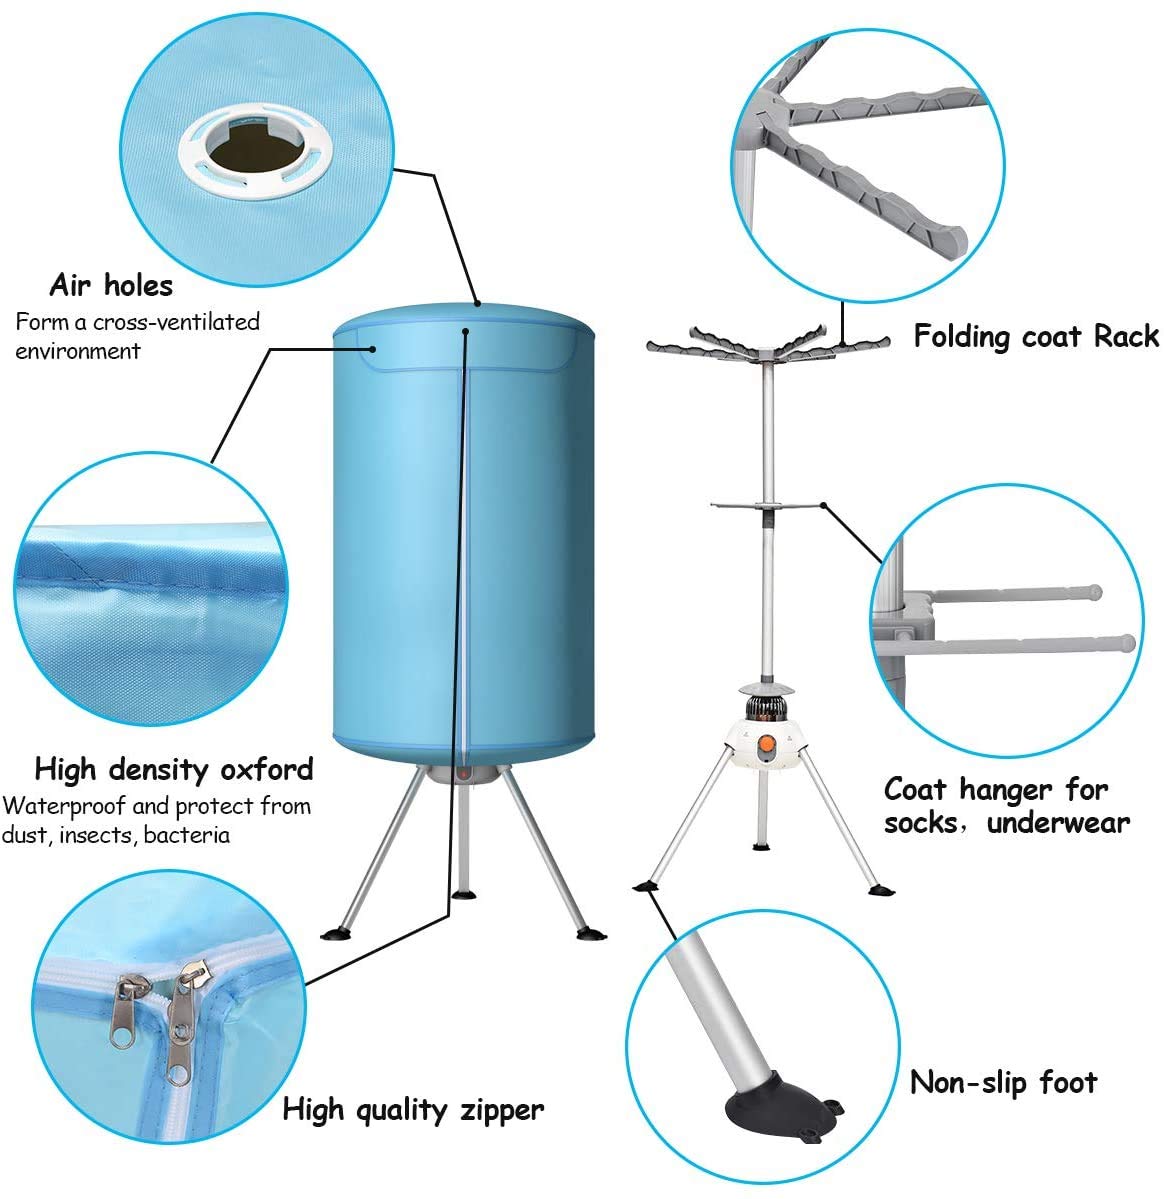 Air holes
Form a cross-ventilated
environment
Folding coat Rack
High density oxford
Waterproof and protect from
dust, insects, bacteria
Coat hanger for
socks, underwear
High quality zipper
Non-slip foot